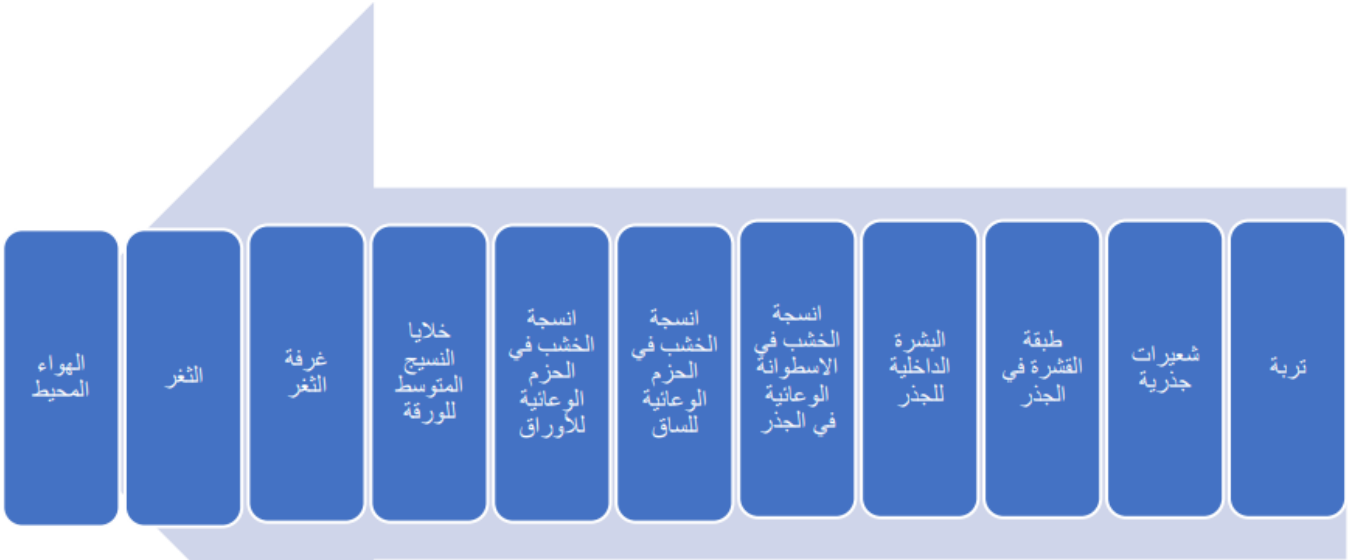 تربة
شعيرات
جذرية
طبقة
القشرة في
الجذر
البشرة
الداخلية
للجذر
انسجة
الخشب في
الاسطوانة
الوعائية
في الجذر
انسجة
الخشب في
الحزم
الوعائية
للساق
انسجة
الخشب في
الحزم
الوعائية
للأوراق
خلايا
النسيج
المتوسط
للورقة
غرفة
الثغر
الثغر
الهواء
المحيط